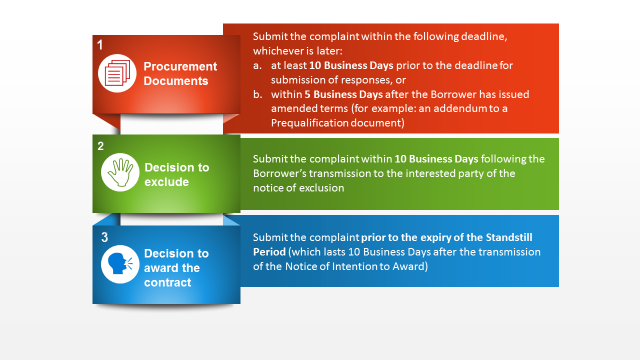 1
Procurement
Documents
Submit the complaint within the following deadline,
whichever is later:
a. at least 10 Business Days prior to the deadline for
submission of responses, or
b. within 5 Business Days after the Borrower has issued
amended terms (for example: an addendum to a
Prequalification document)
2
Decision to
exclude
Submit the complaint within 10 Business Days following the
Borrower's transmission to the interested party of the
notice of exclusion
3
Decision to
award the
contract
Submit the complaint prior to the expiry of the Standstill
Period (which lasts 10 Business Days after the transmission
of the Notice of Intention to Award)